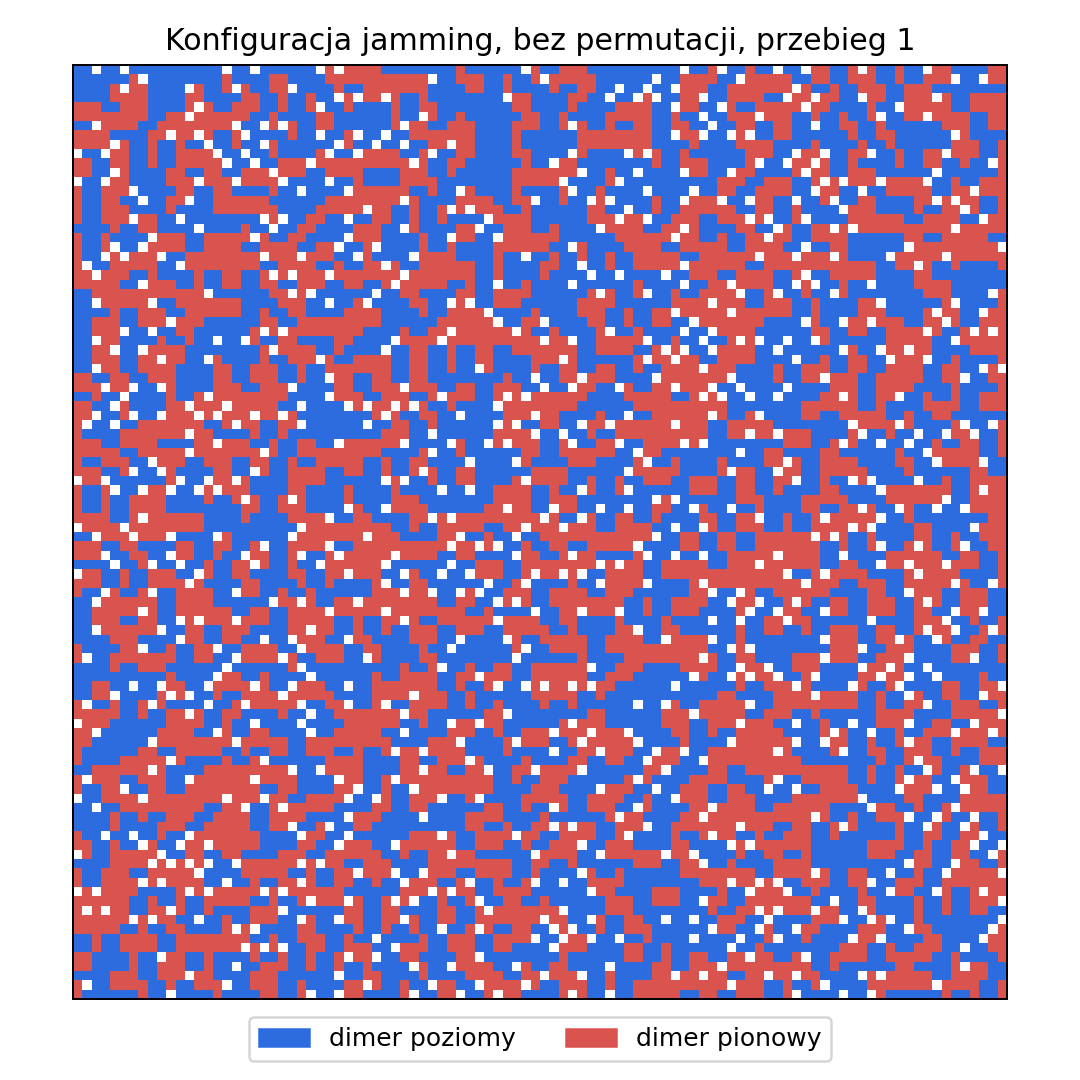 Konfiguracja jamming, bez permutacji, przebieg 1
dimer poziomy
dimer pionowy